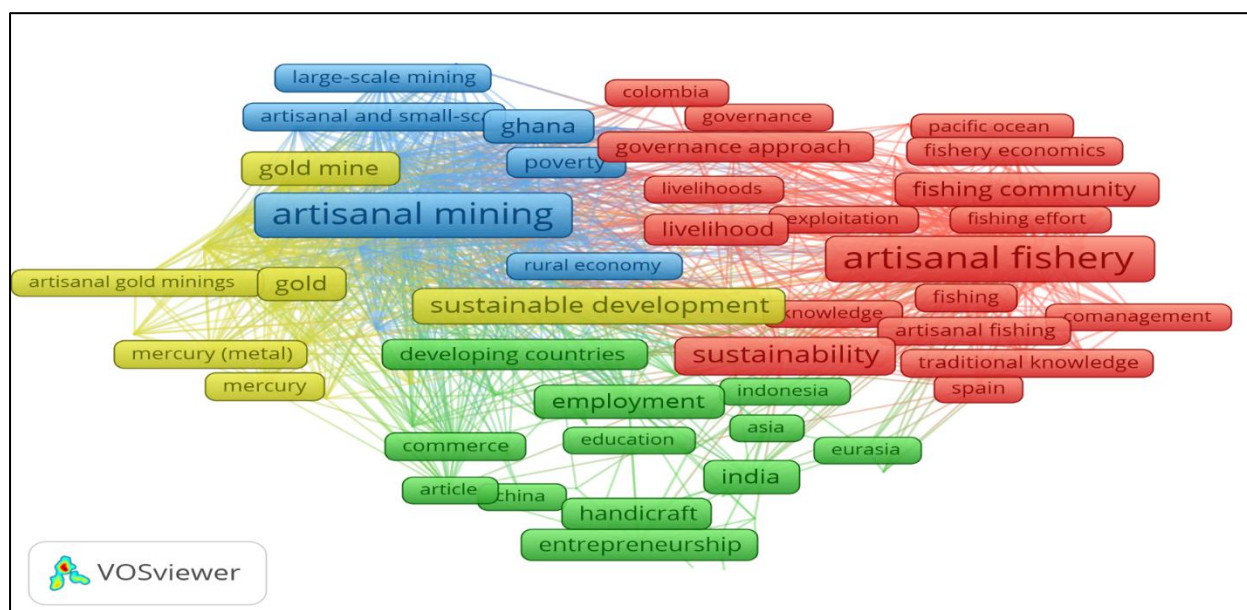 large-scale mining
colombia
artisanal and small-sca
governance
ghana
pacific ocean
governance approach
fishery economics
poverty
gold mine
livelihoods
fishing community
artisanal mining
exploitation
fishing effort
livelihood
artisanal fishery
rural economy
artisanal gold minings
gold
fishing
sustainable development
knowledge
comanagement
artisanal fishing
mercury (metal)
developing countries
sustainability
traditional knowledge
mercury
indonesia
spain
employment
asia
commerce
education
eurasia
india
article
china
handicraft
entrepreneurship
VOSviewer